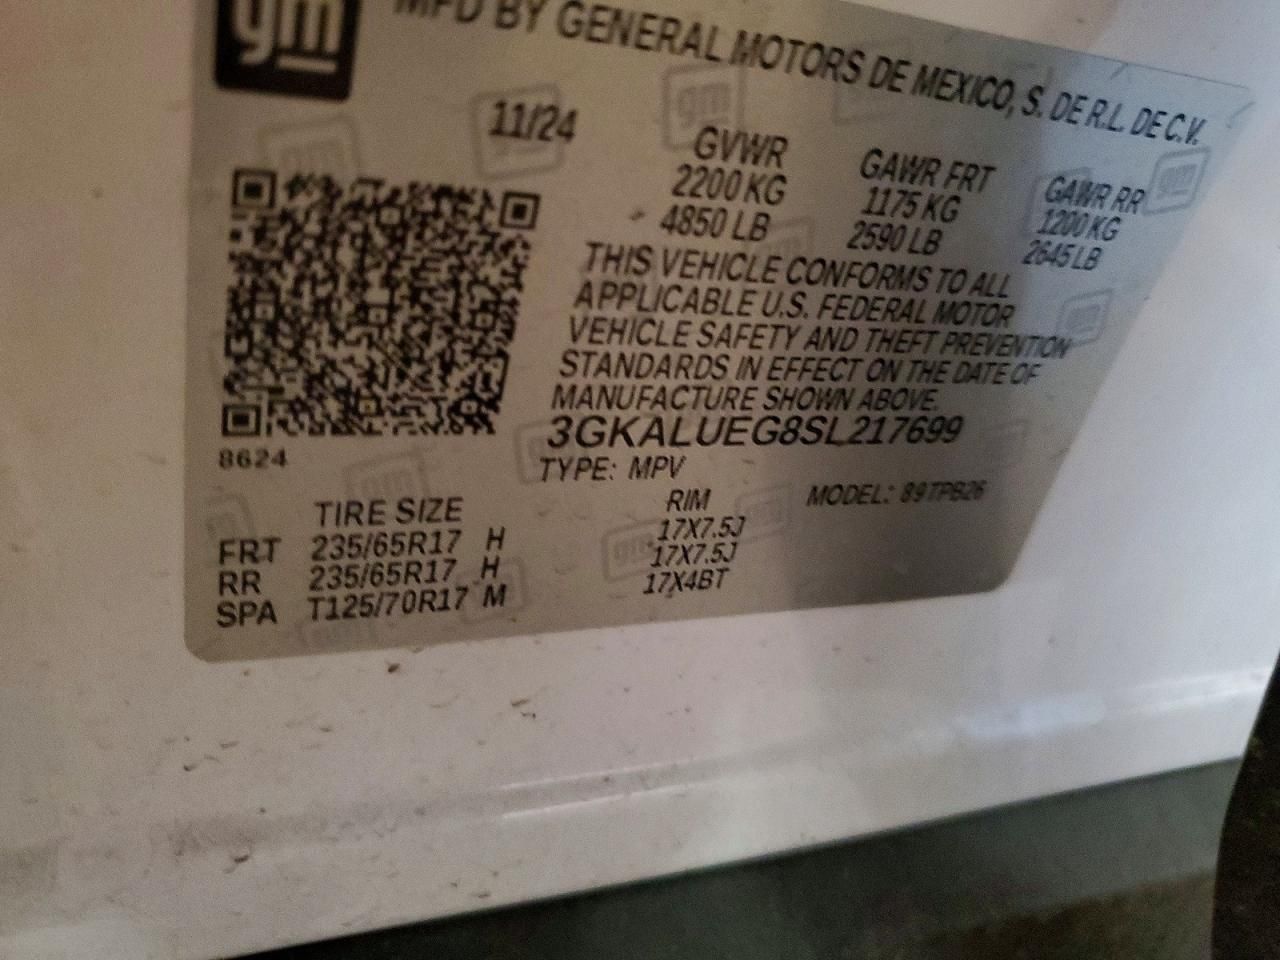 gm
MFD BY GENERAL MOTORS DE MEXICO, S. DE R.L. DE C.V.
11/24
GVWR GAWR FRT GAWR RR
2200 KG 1175 KG 1200 KG
4850 LB 2590 LB 2645 LB
THIS VEHICLE CONFORMS TO ALL
APPLICABLE U.S. FEDERAL MOTOR
VEHICLE SAFETY AND THEFT PREVENTION
STANDARDS IN EFFECT ON THE DATE OF
MANUFACTURE SHOWN ABOVE.
3GKALUEG8SL217699
8624
TYPE: MPV MODEL: 89TPB26
TIRE SIZE RIM
FRT 235/65R17 H 17X7.5J
RR 235/65R17 H 17X7.5J
SPA T125/70R17 M 17X4BT